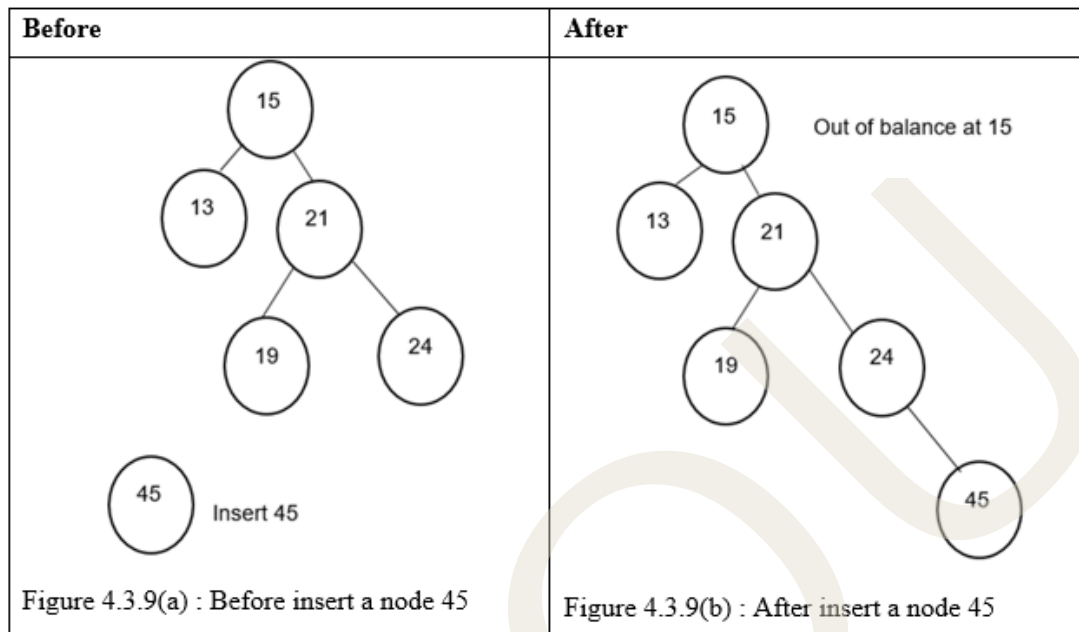 Before
15
13
21
19
24
45
Insert 45
Figure 4.3.9(a) : Before insert a node 45
After
15
Out of balance at 15
13
21
19
24
45
Figure 4.3.9(b) : After insert a node 45